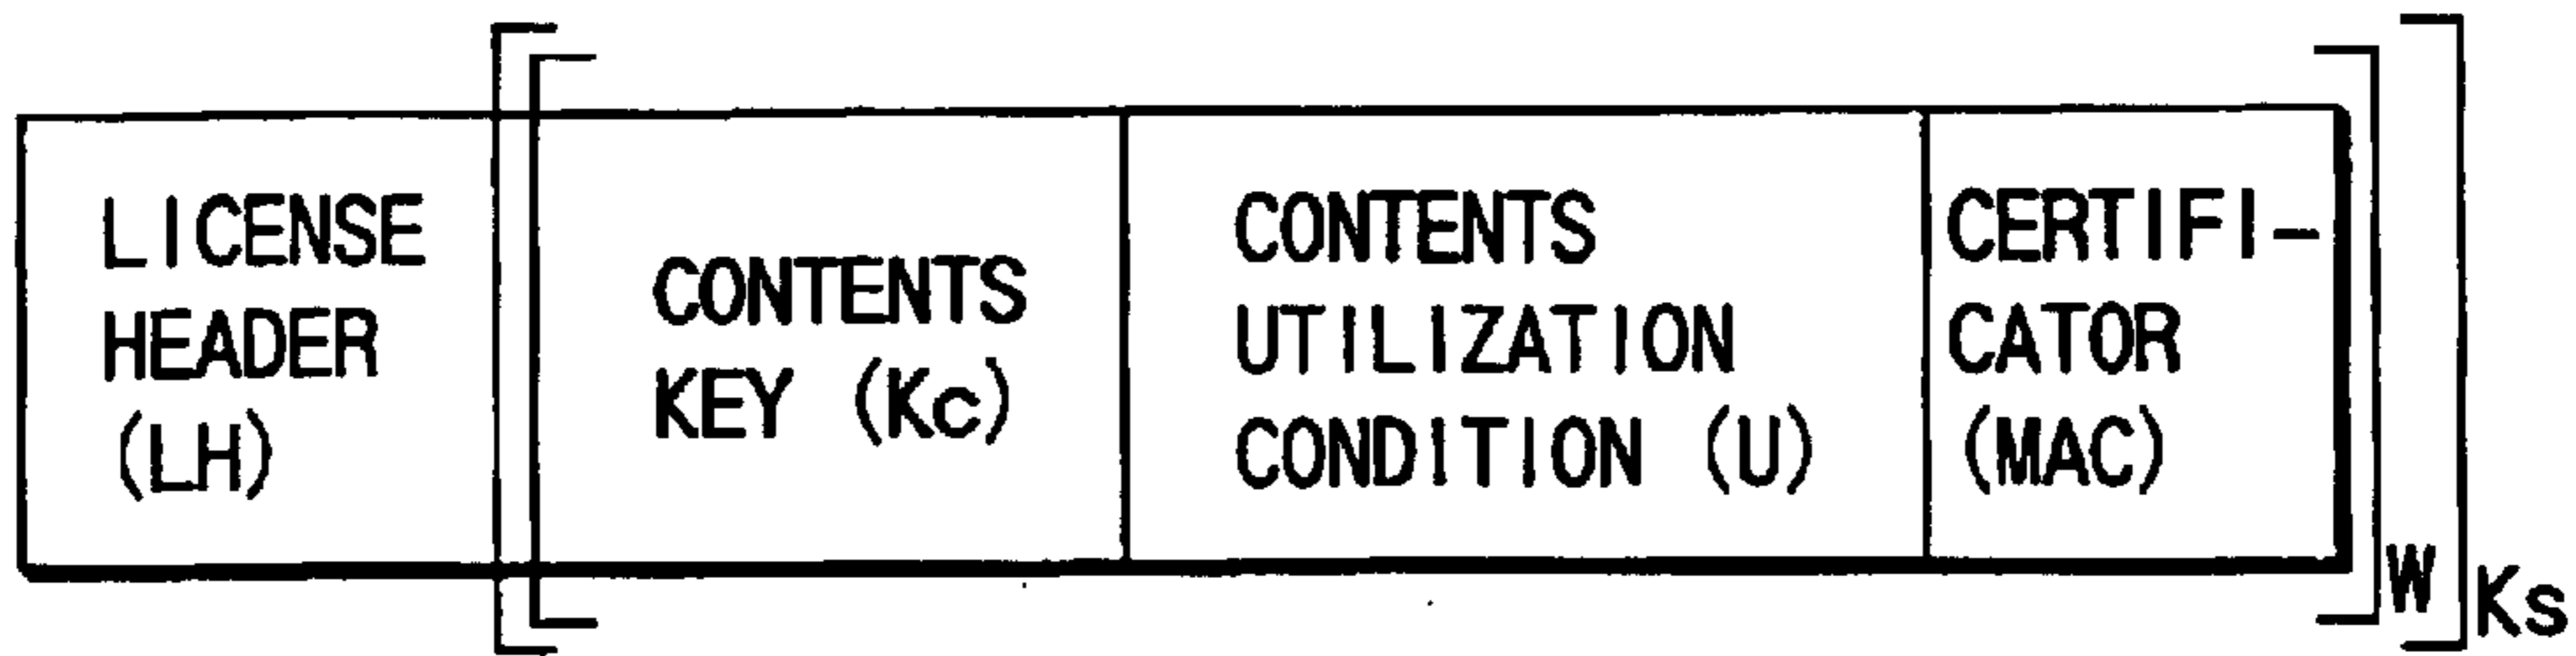 LICENSE
HEADER
(LH)
CONTENTS
KEY (Kc)
CONTENTS
UTILIZATION
CONDITION (U)
CERTIFI-
CATOR
(MAC)
W
Ks